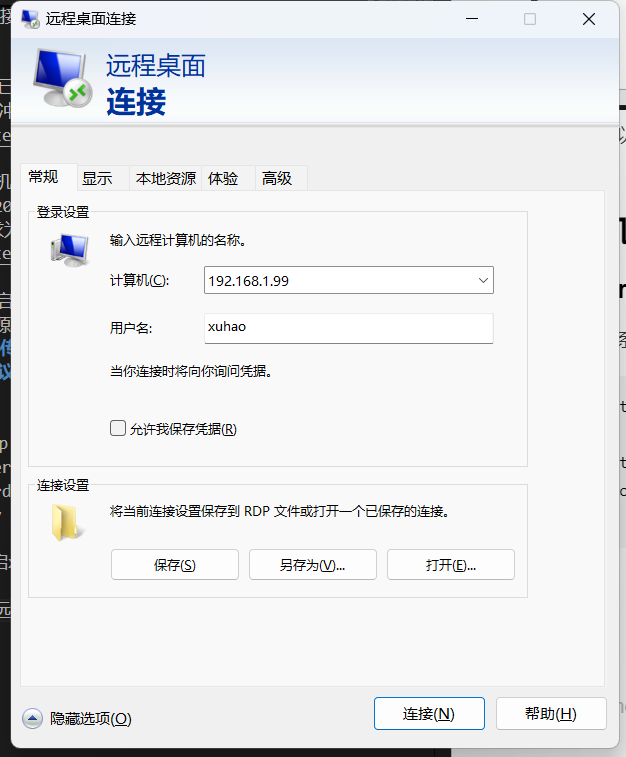 远程桌面连接
远程桌面
连接
常规
显示
本地资源
体验
高级
登录设置
输入远程计算机的名称。
计算机(C):
192.168.1.99
用户名:
xuhao
当你连接时将向你询问凭据。
允许我保存凭据(R)
连接设置
将当前连接设置保存到 RDP 文件或打开一个已保存的连接。
保存(S)
另存为(V)...
打开(E)...
隐藏选项(O)
连接(N)
帮助(H)